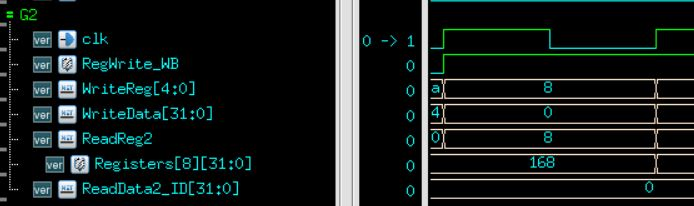 G2
ver clk 0 -> 1
ver RegWrite_WB 0
ver WriteReg[4:0] 0 a 8
ver WriteData[31:0] 0 4 0
ver ReadReg2 0 0 8
ver Registers[8][31:0] 0 168
ver ReadData2_ID[31:0] 0 0